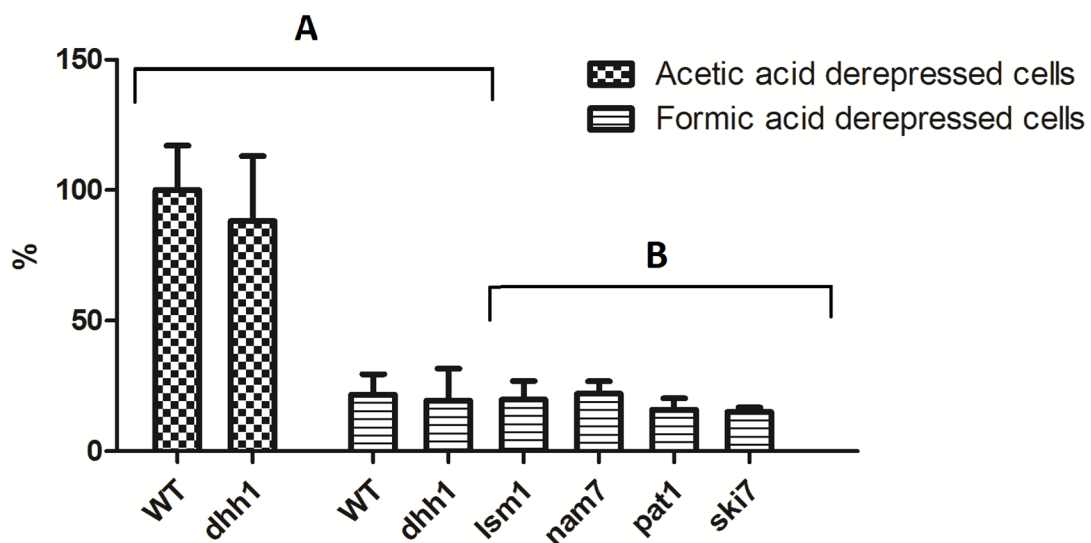 A
150
Acetic acid derepressed cells
Formic acid derepressed cells
100
%
B
50
0
WT
dhh1
WT
dhh1
lsm1
nam7
pat1
ski7